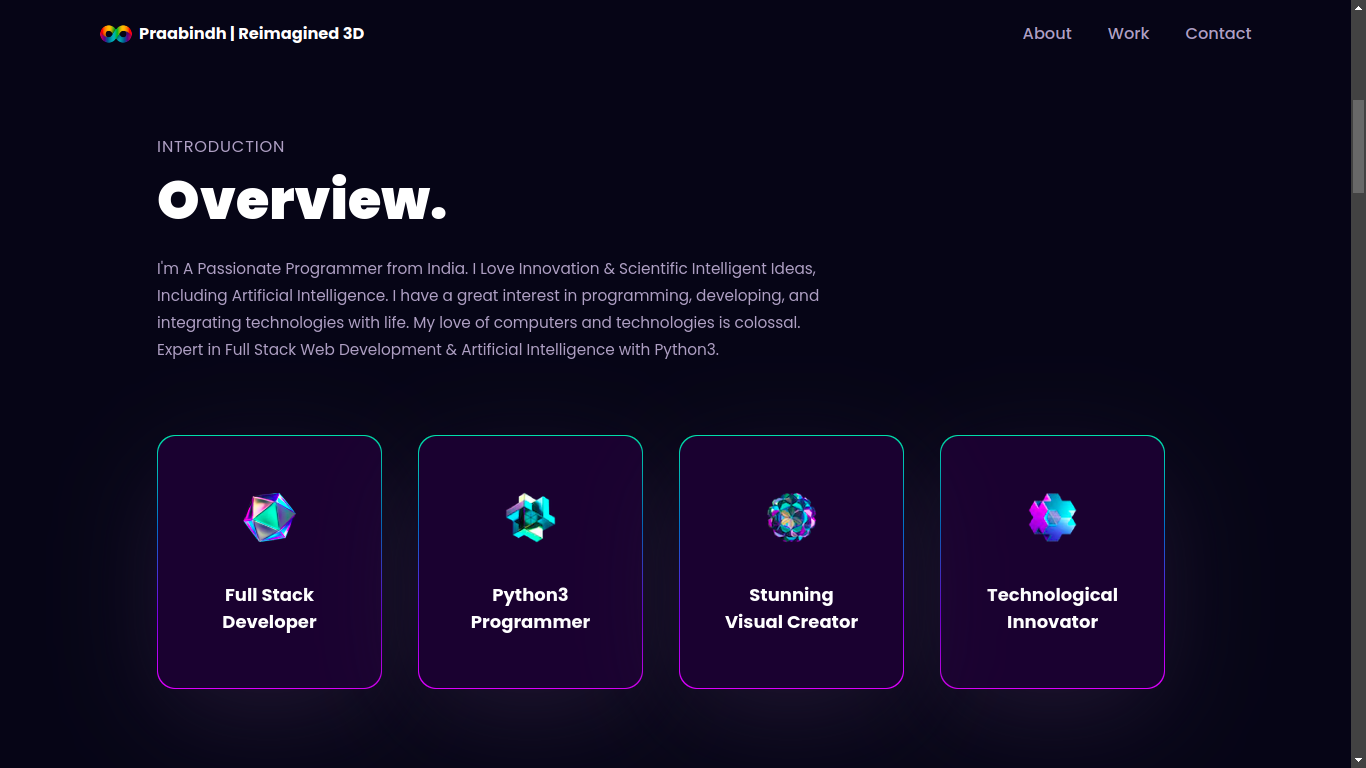 Praabindh | Reimagined 3D
About
Work
Contact
INTRODUCTION
Overview.
I'm A Passionate Programmer from India. I Love Innovation & Scientific Intelligent Ideas,
Including Artificial Intelligence. I have a great interest in programming, developing, and
integrating technologies with life. My love of computers and technologies is colossal.
Expert in Full Stack Web Development & Artificial Intelligence with Python3.
Full Stack
Developer
Python3
Programmer
Stunning
Visual Creator
Technological
Innovator